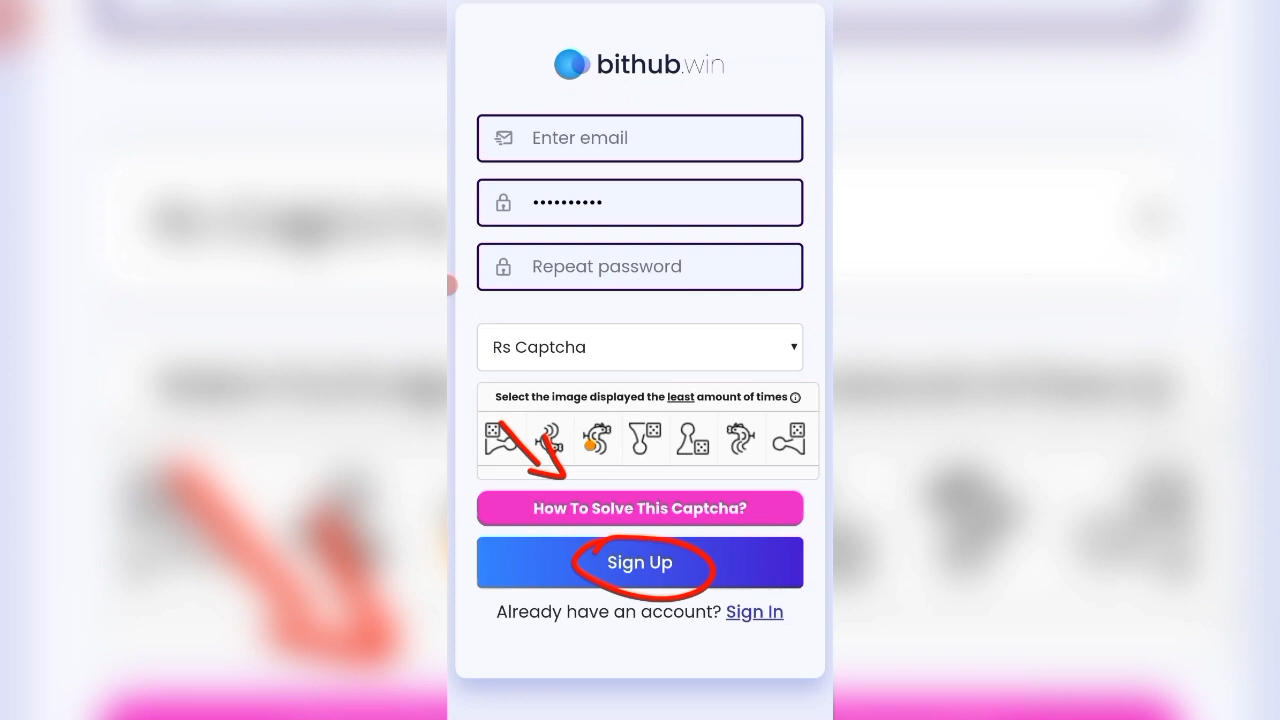 bithub.win
Enter email
••••••••••
Repeat password
Rs Captcha
Select the image displayed the least amount of times
How To Solve This Captcha?
Sign Up
Already have an account? Sign In